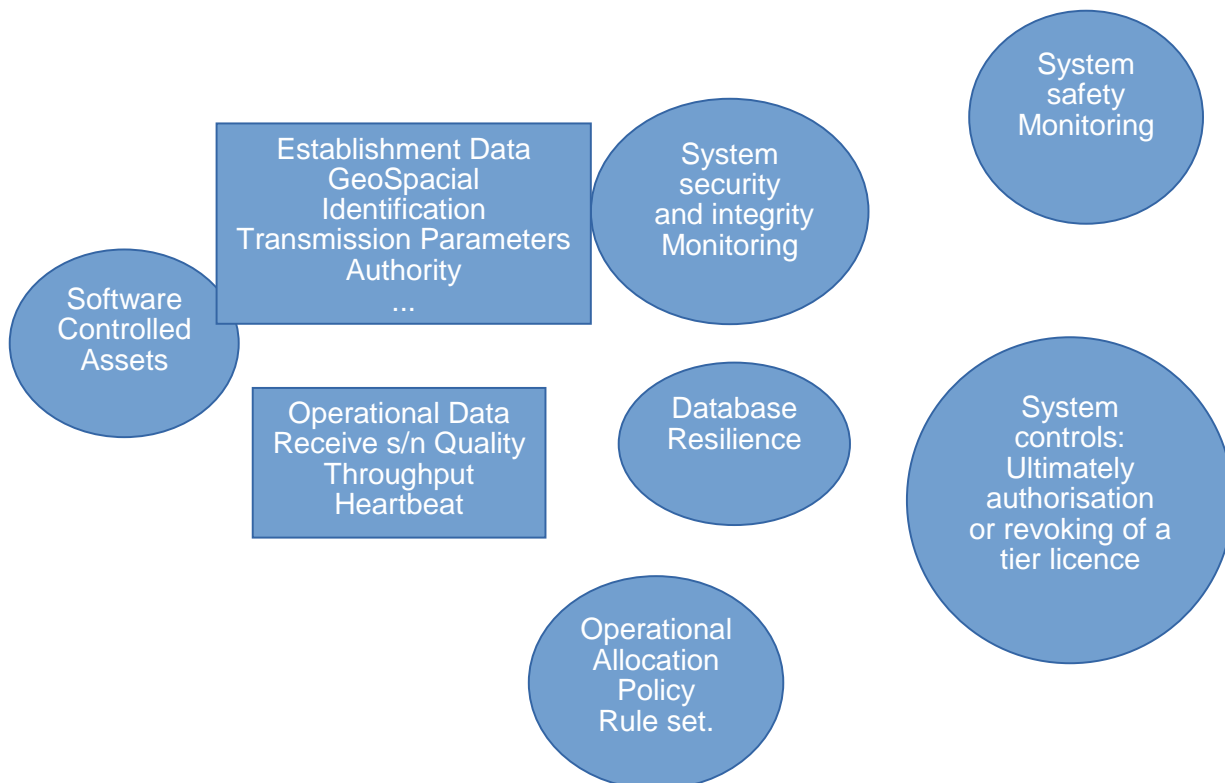 System
safety
Monitoring
Establishment Data
GeoSpacial
Identification
Transmission Parameters
Authority
...
System
security
and integrity
Monitoring
Software
Controlled
Assets
Operational Data
Receive s/n Quality
Throughput
Heartbeat
Database
Resilience
System
controls:
Ultimately
authorisation
or revoking of a
tier licence
Operational
Allocation
Policy
Rule set.